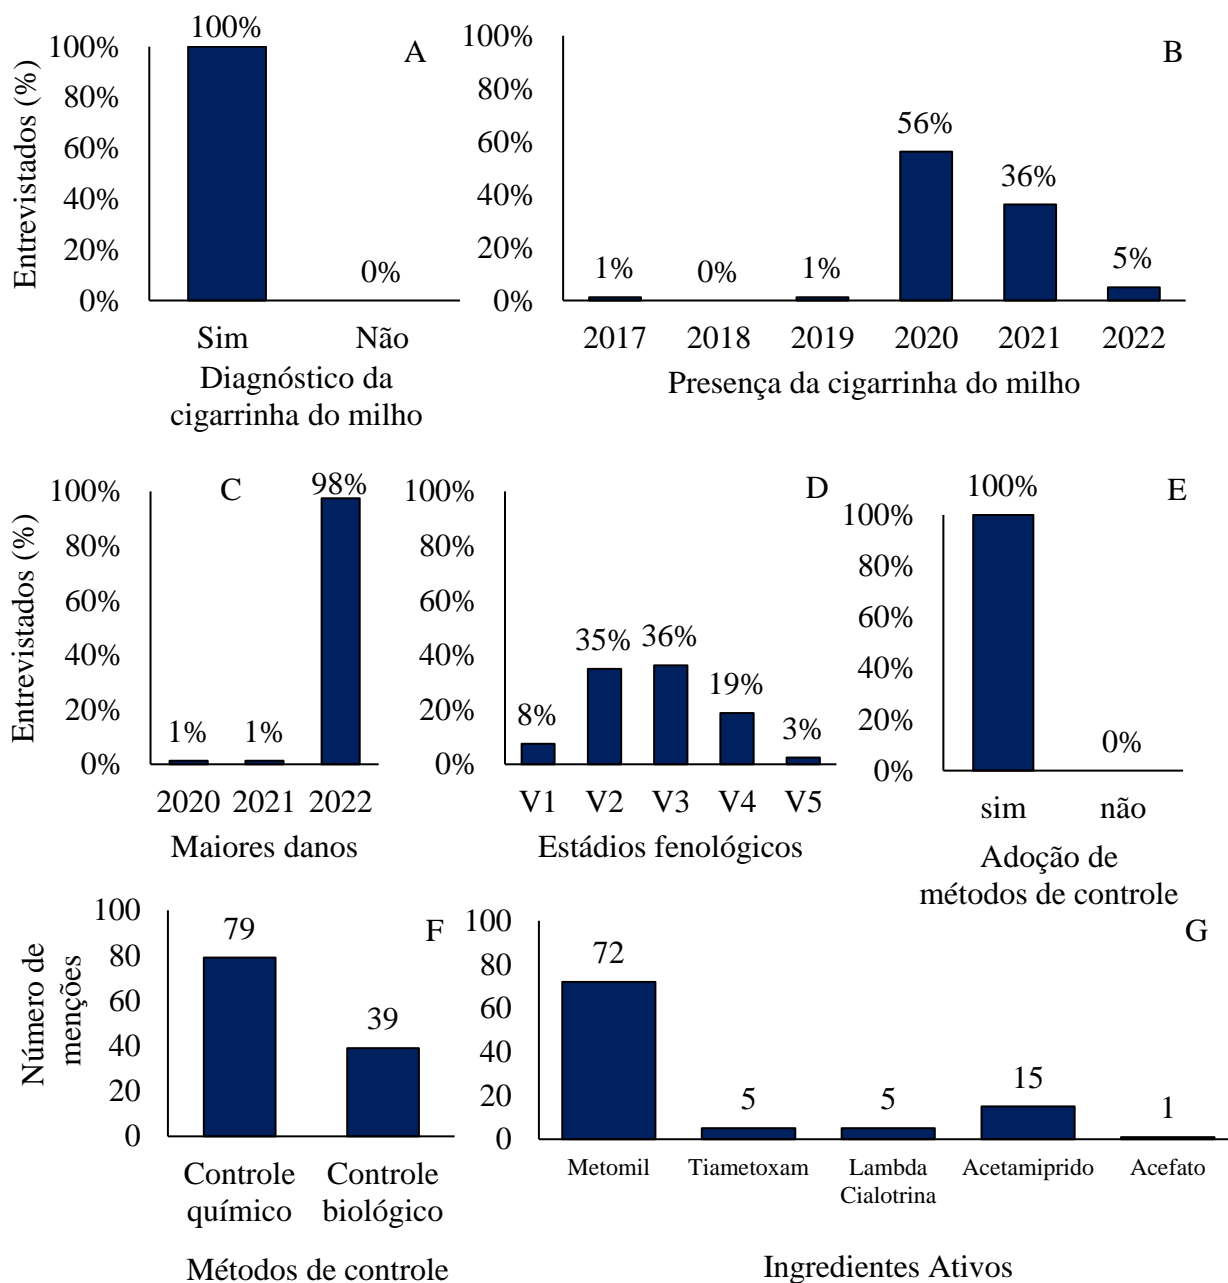 A
Entrevistados (%)
100%
80%
60%
40%
20%
0%
100%
0%
Sim Não
Diagnóstico da
cigarrinha do milho
B
100%
80%
60%
40%
20%
0%
1% 0% 1% 56% 36% 5%
2017 2018 2019 2020 2021 2022
Presença da cigarrinha do milho
C
Entrevistados (%)
100%
80%
60%
40%
20%
0%
1% 1% 98%
2020 2021 2022
Maiores danos
D
100%
80%
60%
40%
20%
0%
8% 35% 36% 19% 3%
V1 V2 V3 V4 V5
Estádios fenológicos
E
100%
80%
60%
40%
20%
0%
100%
0%
sim não
Adoção de
métodos de controle
F
Número de
menções
100
80
60
40
20
0
79
39
Controle Controle
químico biológico
Métodos de controle
G
100
80
60
40
20
0
72 5 5 15 1
Metomil Tiametoxam Lambda Acetamiprido Acefato
Cialotrina
Ingredientes Ativos